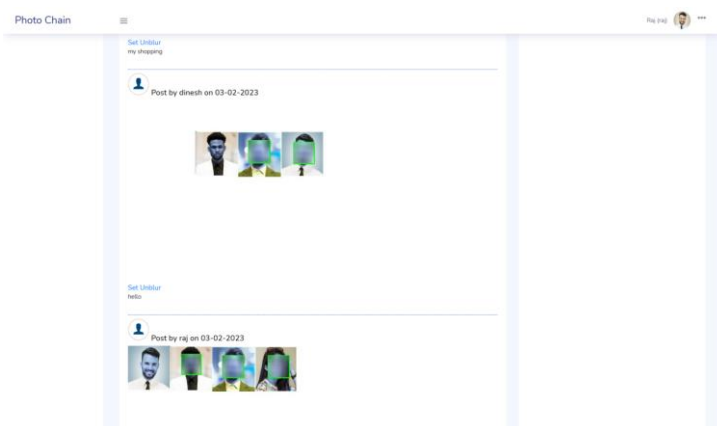 Photo Chain
Raj (raj)
Set Unblur
my shopping
Post by dinesh on 03-02-2023
Set Unblur
hello
Post by raj on 03-02-2023